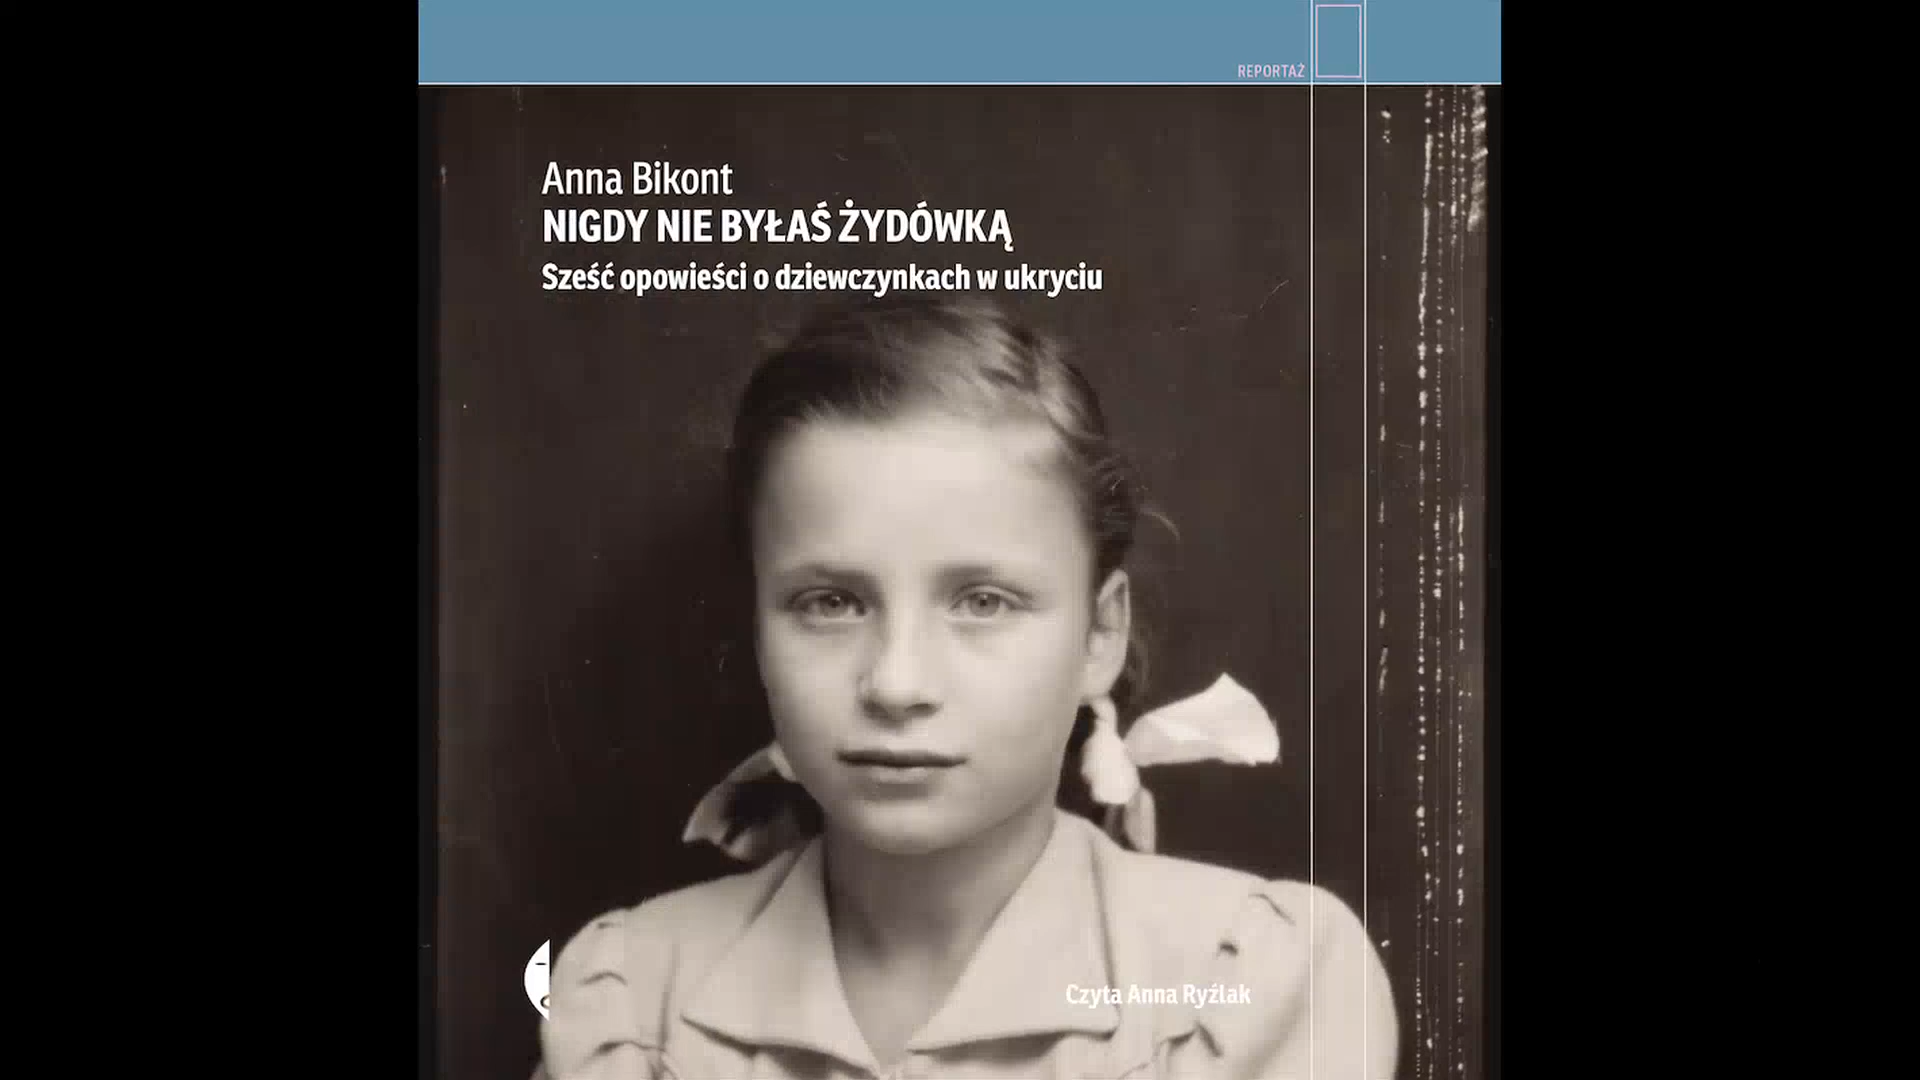 REPORTAŻ
Anna Bikont
NIGDY NIE BYŁAŚ ŻYDÓWKĄ
Sześć opowieści o dziewczynkach w ukryciu
Czyta Anna Ryźlak